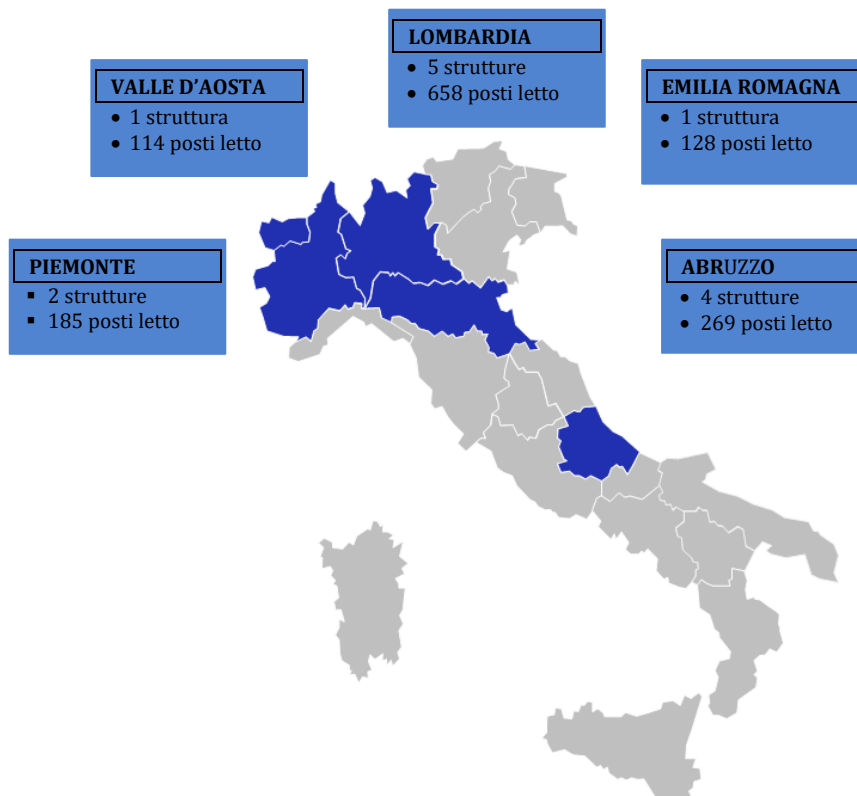 LOMBARDIA
• 5 strutture
• 658 posti letto
VALLE D'AOSTA
• 1 struttura
• 114 posti letto
EMILIA ROMAGNA
• 1 struttura
• 128 posti letto
PIEMONTE
▪ 2 strutture
▪ 185 posti letto
ABRUZZO
• 4 strutture
• 269 posti letto